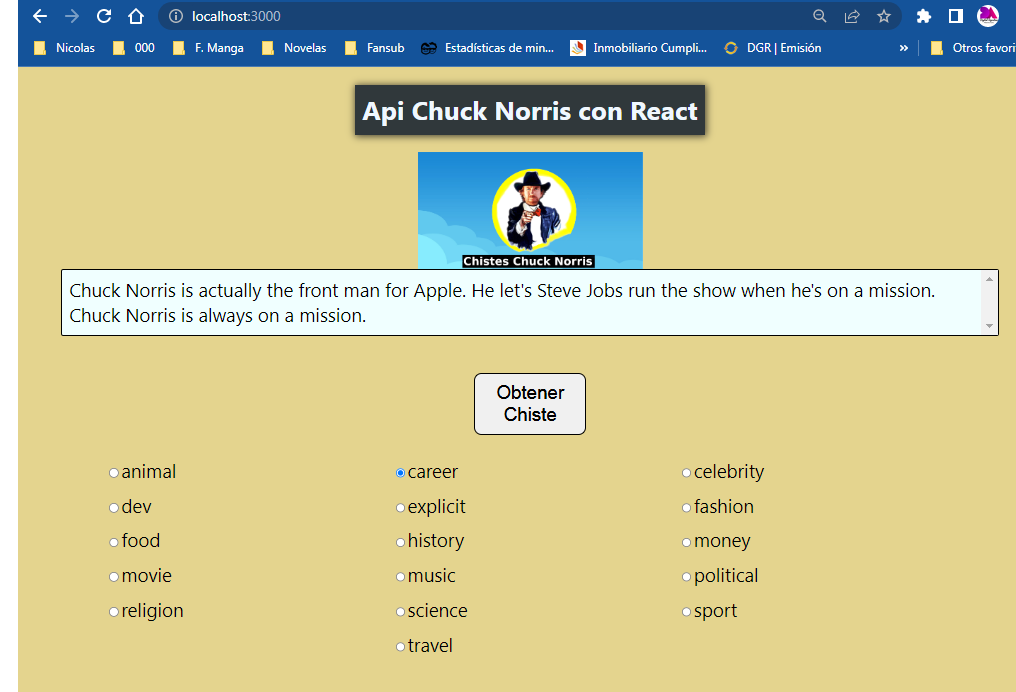 localhost:3000
Nicolas 000 F. Manga Novelas Fansub Estadísticas de min... Inmobiliario Cumpli... DGR | Emisión » Otros favori
Api Chuck Norris con React
Chistes Chuck Norris
Chuck Norris is actually the front man for Apple. He let's Steve Jobs run the show when he's on a mission.
Chuck Norris is always on a mission.
Obtener
Chiste
animal career celebrity
dev explicit fashion
food history money
movie music political
religion science sport
travel